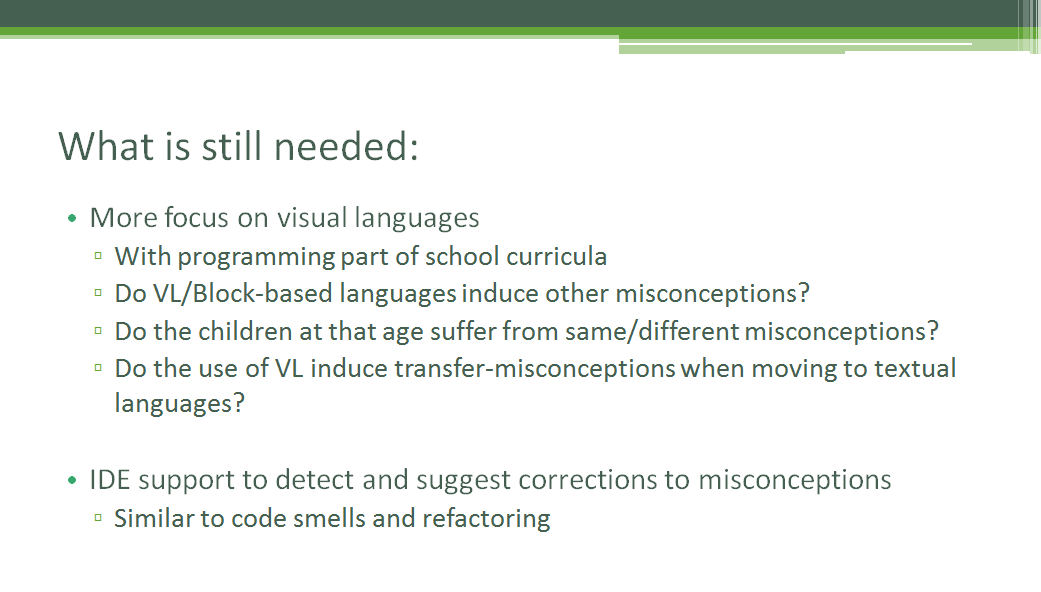 What is still needed:
• More focus on visual languages
▫ With programming part of school curricula
▫ Do VL/Block-based languages induce other misconceptions?
▫ Do the children at that age suffer from same/different misconceptions?
▫ Do the use of VL induce transfer-misconceptions when moving to textual
languages?
• IDE support to detect and suggest corrections to misconceptions
▫ Similar to code smells and refactoring